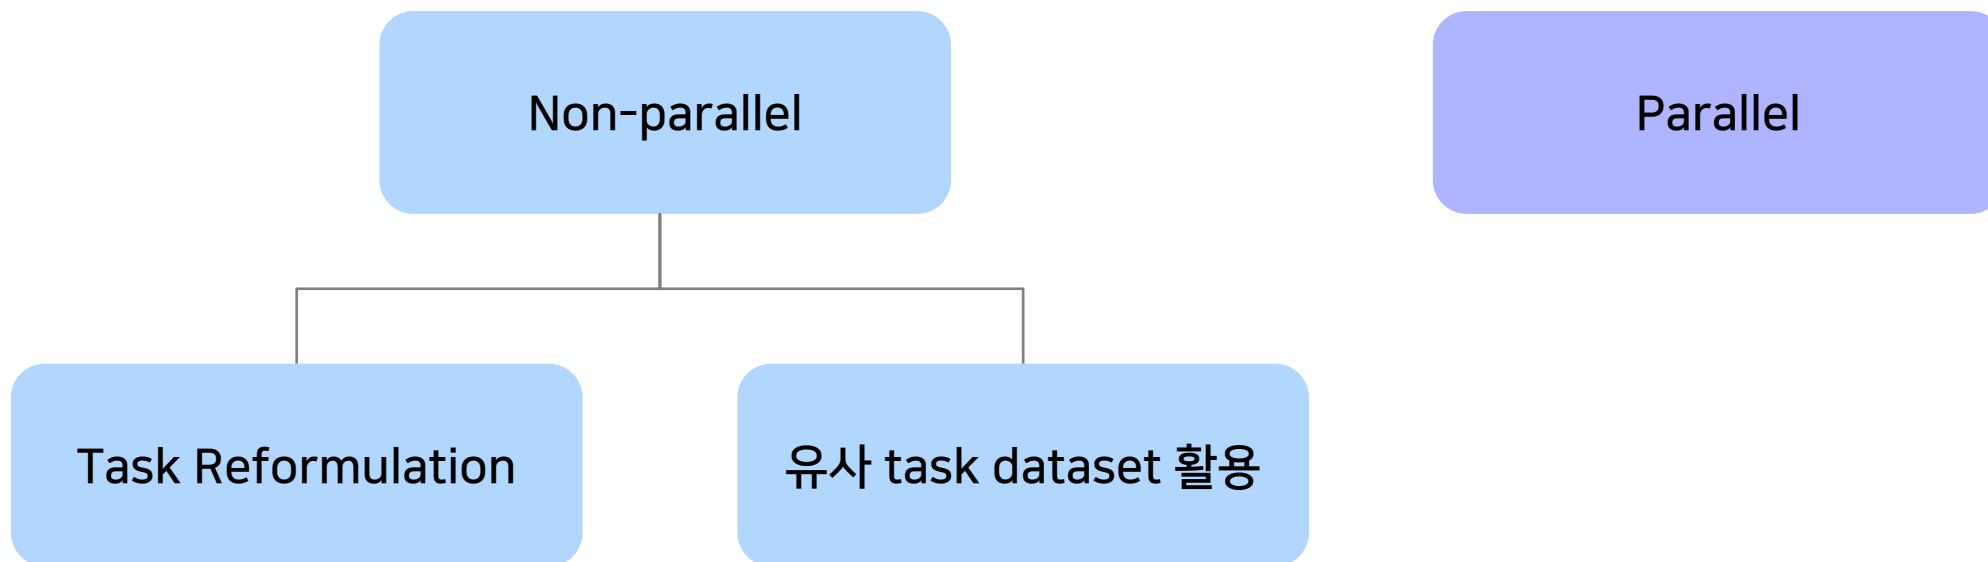 Non-parallel
Parallel
Task Reformulation
유사 task dataset 활용